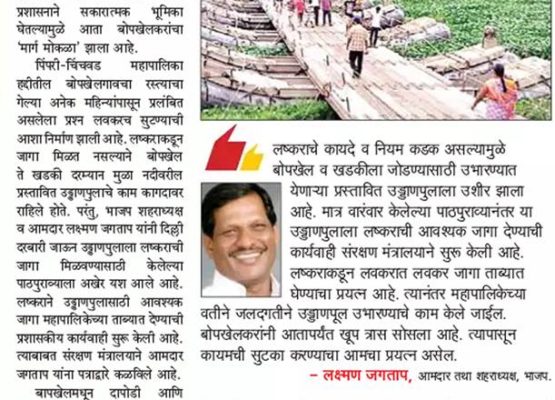 प्रशासनाने सकारात्मक भूमिका
घेतल्यामुळे आता बोपखेलकरांचा
'मार्ग मोकळा' झाला आहे.
पिंपरी-चिंचवड महापालिका
हद्दीतील बोपखेलगावचा रस्त्याचा
गेल्या अनेक महिन्यांपासून प्रलंबित
असलेला प्रश्न लवकरच सुटण्याची
आशा निर्माण झाली आहे. लष्कराकडून
जागा मिळत नसल्याने बोपखेल
ते खडकी दरम्यान मुळा नदीवरील
प्रस्तावित उड्डाणपुलाचे काम कागदावर
राहिले होते. परंतु, भाजप शहराध्यक्ष
व आमदार लक्ष्मण जगताप यांनी दिल्ली
दरबारी जाऊन उड्डाणपुलाला लष्कराची
जागा मिळवण्यासाठी केलेल्या
पाठपुराव्याला अखेर यश आले आहे.
लष्कराने उड्डाणपुलासाठी आवश्यक
जागा महापालिकेच्या ताब्यात देण्याची
प्रशासकीय कार्यवाही सुरू केली आहे.
त्याबाबत संरक्षण मंत्रालयाने आमदार
जगताप यांना पत्राद्वारे कळविले आहे.
बापखेलमधून दापोडी आणि
लष्कराचे कायदे व नियम कडक असल्यामुळे
बोपखेल व खडकीला जोडण्यासाठी उभारण्यात
येणाऱ्या प्रस्तावित उड्डाणपुलाला उशीर झाला
आहे. मात्र वारंवार केलेल्या पाठपुराव्यानंतर या
उड्डाणपुलाला लष्कराची आवश्यक जागा देण्याची
कार्यवाही संरक्षण मंत्रालयाने सुरू केली आहे.
लष्कराकडून लवकरात लवकर जागा ताब्यात
घेण्याचा प्रयत्न आहे. त्यानंतर महापालिकेच्या
वतीने जलदगतीने उड्डाणपूल उभारण्याचे काम केले जाईल.
बोपखेलकरांनी आतापर्यंत खूप त्रास सोसला आहे. त्यापासून
कायमची सुटका करण्याचा आमचा प्रयत्न असेल.
– लक्ष्मण जगताप, आमदार तथा शहराध्यक्ष, भाजप.